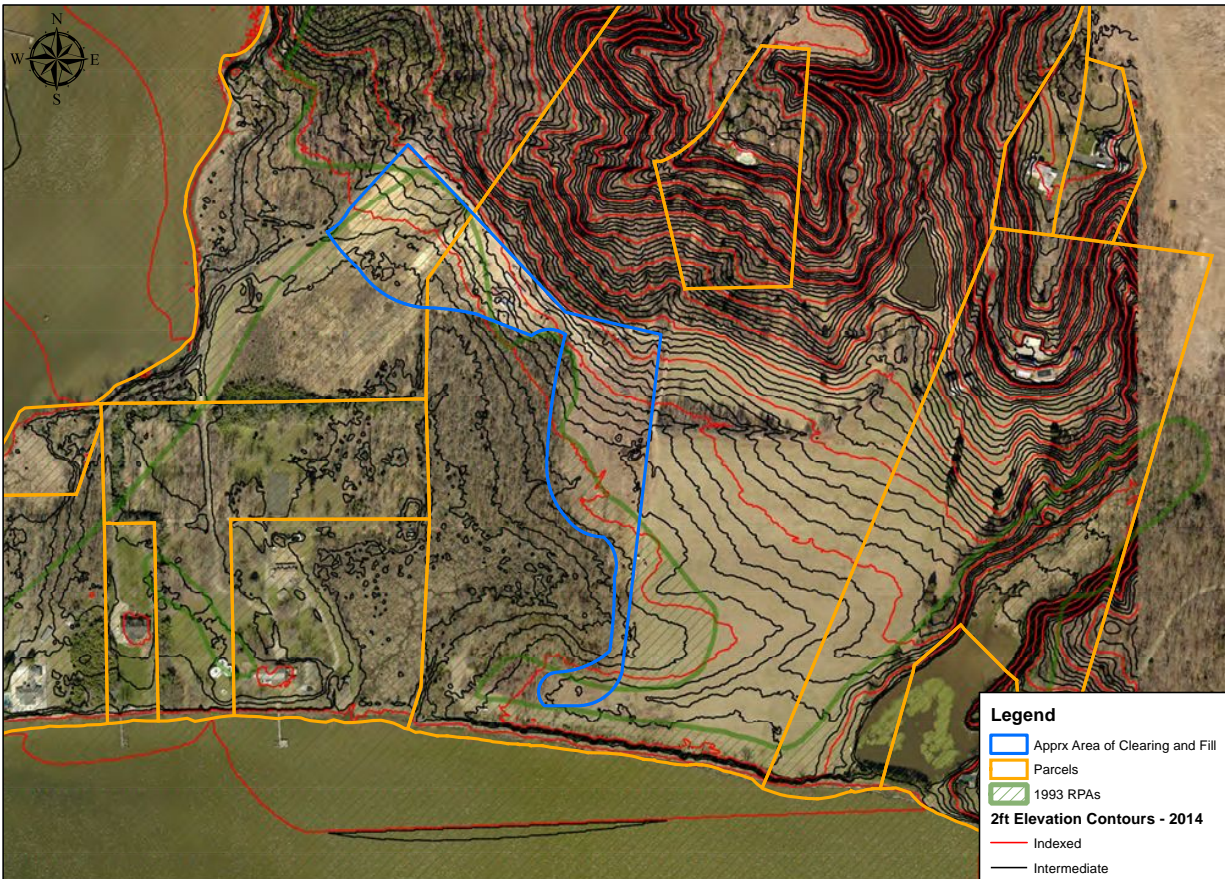 N
W E
S
Legend
Apprx Area of Clearing and Fill
Parcels
1993 RPAs
2ft Elevation Contours - 2014
Indexed
Intermediate